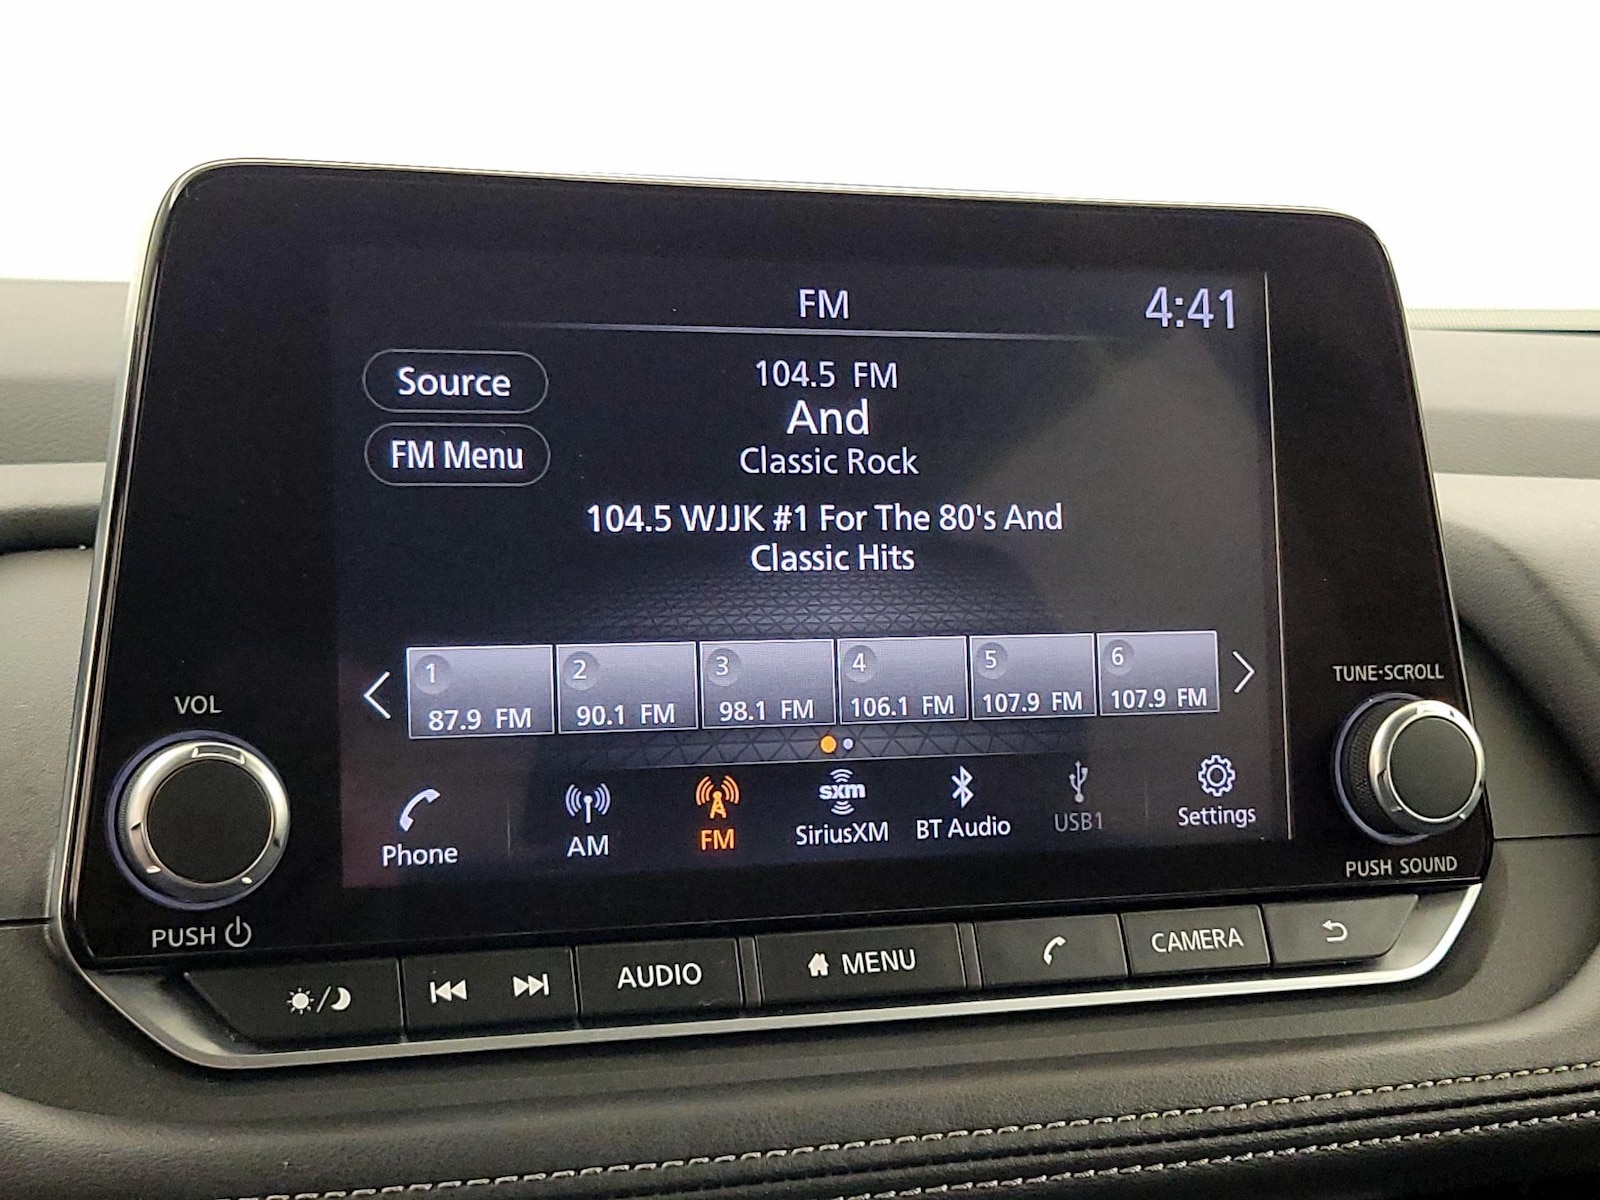 FM
4:41
Source
FM Menu
104.5 FM
And
Classic Rock
104.5 WJJK #1 For The 80's And
Classic Hits
1
87.9 FM
2
90.1 FM
3
98.1 FM
4
106.1 FM
5
107.9 FM
6
107.9 FM
Phone
AM
FM
sxm
SiriusXM
BT Audio
USB1
Settings
VOL
PUSH
TUNE·SCROLL
PUSH SOUND
AUDIO
MENU
CAMERA